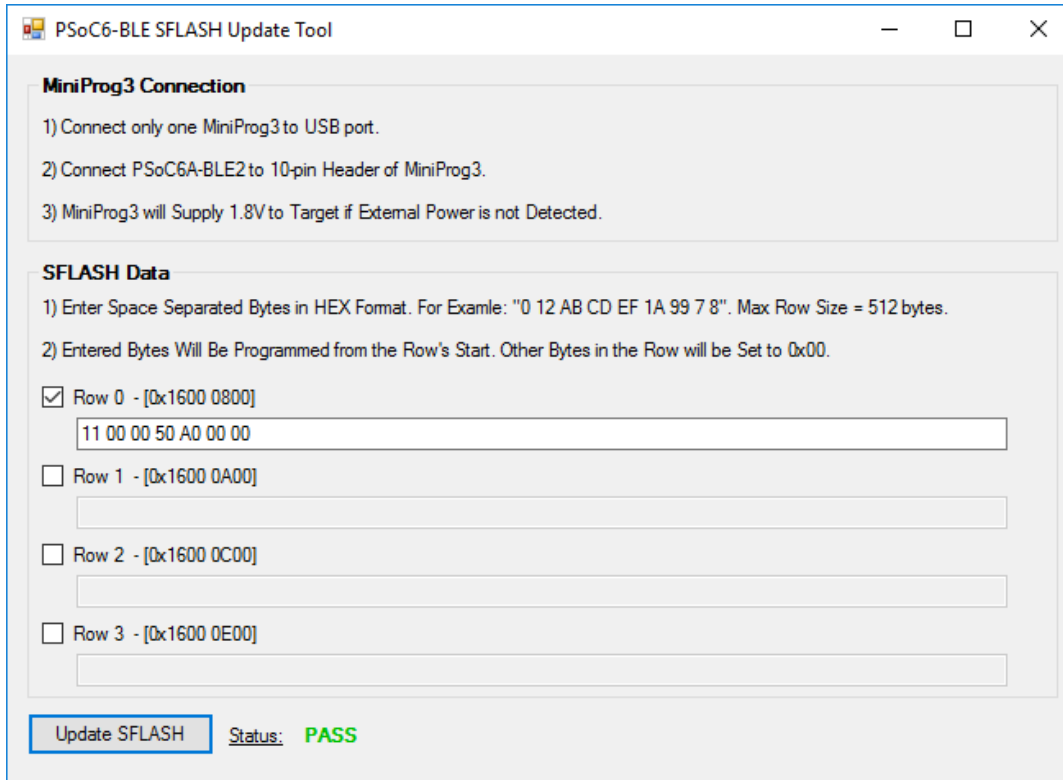 PSoC6-BLE SFLASH Update Tool
MiniProg3 Connection
1) Connect only one MiniProg3 to USB port.
2) Connect PSoC6A-BLE2 to 10-pin Header of MiniProg3.
3) MiniProg3 will Supply 1.8V to Target if External Power is not Detected.
SFLASH Data
1) Enter Space Separated Bytes in HEX Format. For Examle: "0 12 AB CD EF 1A 99 7 8". Max Row Size = 512 bytes.
2) Entered Bytes Will Be Programmed from the Row's Start. Other Bytes in the Row will be Set to 0x00.
Row 0 - [0x1600 0800]
11 00 00 50 A0 00 00
Row 1 - [0x1600 0A00]
Row 2 - [0x1600 0C00]
Row 3 - [0x1600 0E00]
Update SFLASH Status: PASS